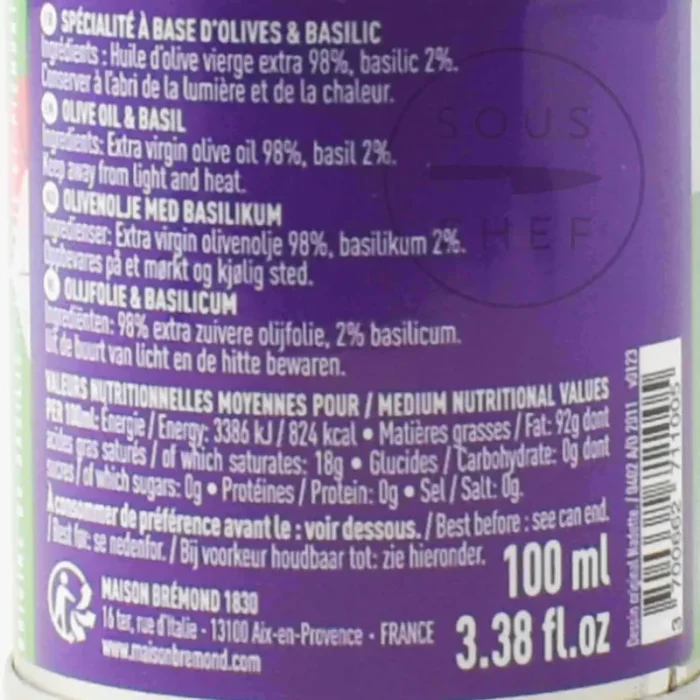 SPÉCIALITÉ À BASE D'OLIVES & BASILIC
Ingrédients : Huile d'olive vierge extra 98%, basilic 2%.
Conserver à l'abri de la lumière et de la chaleur.
OLIVE OIL & BASIL
Ingredients: Extra virgin olive oil 98%, basil 2%.
Keep away from light and heat.
OLIVENOLJE MED BASILIKUM
Ingredienser: Extra virgin olivenolje 98%, basilikum 2%.
Oppbevares på et mørkt og kjølig sted.
OLIJFOLIE & BASILICUM
Ingrediënten: 98% extra zuivere olijfolie, 2% basilicum.
Uit de buurt van licht en de hitte bewaren.
VALEURS NUTRITIONNELLES MOYENNES POUR / MEDIUM NUTRITIONAL VALUES
PER 100ml: Énergie / Energy: 3386 kJ / 824 kcal • Matières grasses / Fat: 92g dont
acides gras saturés / of which saturates: 18g • Glucides / Carbohydrate: 0g dont
sucres / of which sugars: 0g • Protéines / Protein: 0g • Sel / Salt: 0g.
À consommer de préférence avant le : voir dessous. / Best before : see can end.
/ Best for: se nedenfor. / Bij voorkeur houdbaar tot: zie hieronder.
100 ml
3.38 fl.oz
MAISON BRÉMOND 1830
16 ter, rue d'Italie - 13100 Aix-en-Provence - FRANCE
www.maisonbremond.com
SOUS
CHEF
3 700662 711005